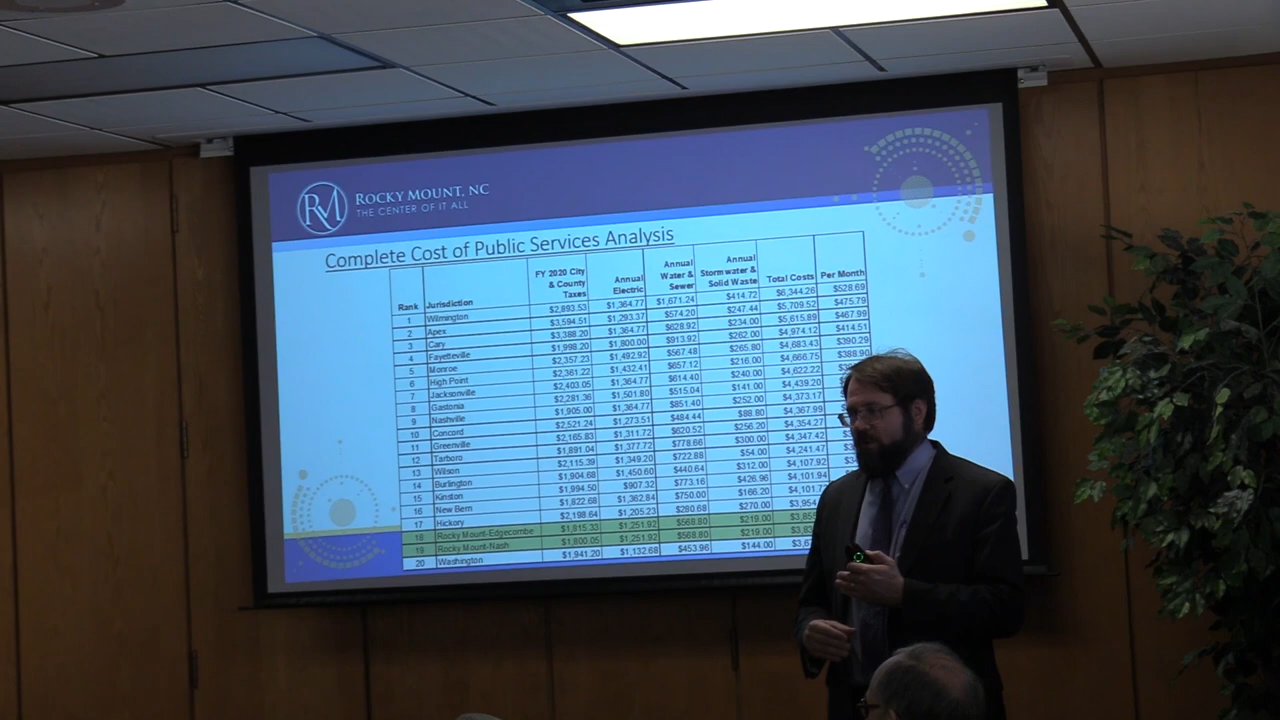 RM
ROCKY MOUNT, NC
THE CENTER OF IT ALL
Complete Cost of Public Services Analysis
Rank Jurisdiction FY 2020 City & County Taxes Annual Electric Annual Water & Sewer Annual Stormwater & Solid Waste Total Costs Per Month
1 Wilmington $2,893.53 $1,364.77 $1,671.24 $414.72 $6,344.26 $528.69
2 Apex $3,594.51 $1,293.37 $574.20 $247.44 $5,709.52 $475.79
3 Cary $3,388.20 $1,364.77 $628.92 $234.00 $5,615.89 $467.99
4 Fayetteville $1,998.20 $1,800.00 $913.92 $262.00 $4,974.12 $414.51
5 Monroe $2,357.23 $1,492.92 $567.48 $265.80 $4,683.43 $390.29
6 High Point $2,361.22 $1,432.41 $657.12 $216.00 $4,666.75 $388.90
7 Jacksonville $2,403.05 $1,364.77 $614.40 $240.00 $4,622.22
8 Gastonia $2,281.36 $1,501.80 $515.04 $141.00 $4,439.20
9 Nashville $1,905.00 $1,364.77 $851.40 $252.00 $4,373.17
10 Concord $2,521.24 $1,273.51 $484.44 $88.80 $4,367.99
11 Greenville $2,165.83 $1,311.72 $620.52 $256.20 $4,354.27
12 Tarboro $1,891.04 $1,377.72 $778.66 $300.00 $4,347.42
13 Wilson $2,115.39 $1,349.20 $722.88 $54.00 $4,241.47
14 Burlington $1,904.68 $1,450.60 $440.64 $312.00 $4,107.92
15 Kinston $1,994.50 $907.32 $773.16 $426.96 $4,101.94
16 New Bern $1,822.68 $1,362.84 $750.00 $166.20 $4,101.72
17 Hickory $2,198.64 $1,205.23 $280.68 $270.00
18 Rocky Mount-Edgecombe $1,815.33 $1,251.92 $568.80 $219.00
19 Rocky Mount-Nash $1,800.05 $1,251.92 $568.80 $219.00
20 Washington $1,941.20 $1,132.68 $453.96 $144.00